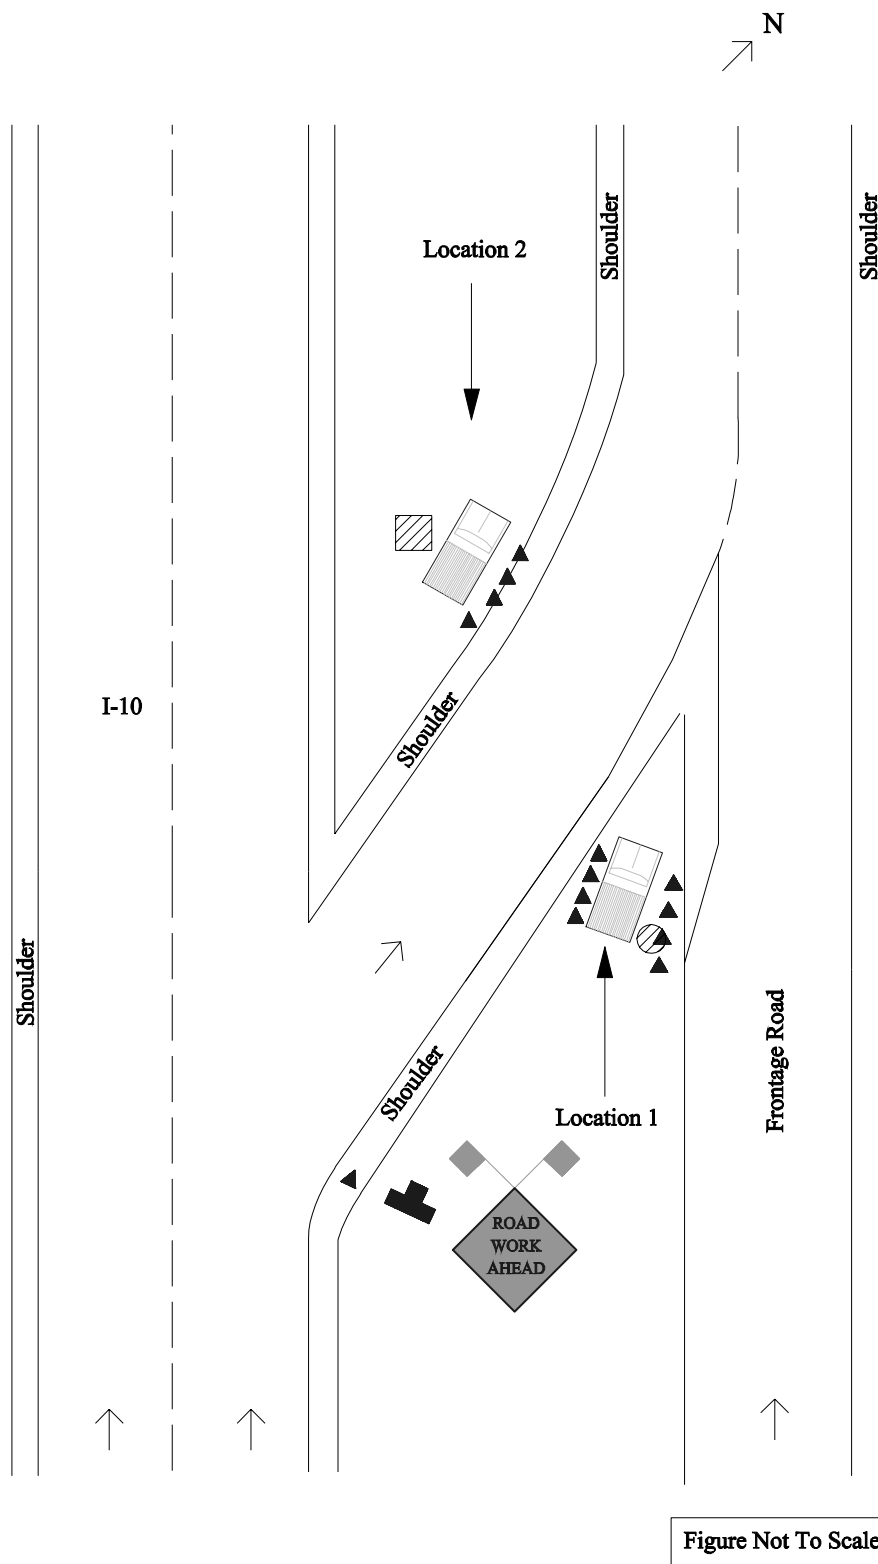 N
Shoulder
Shoulder
Location 2
I-10
Shoulder
Shoulder
Frontage Road
Shoulder
Location 1
ROAD
WORK
AHEAD
Figure Not To Scale